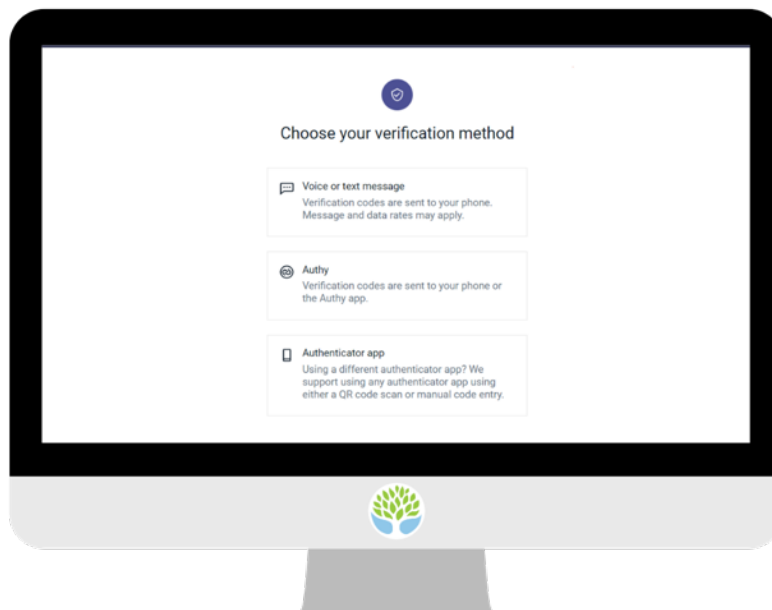 Choose your verification method
Voice or text message
Verification codes are sent to your phone.
Message and data rates may apply.
Authy
Verification codes are sent to your phone or
the Authy app.
Authenticator app
Using a different authenticator app? We
support using any authenticator app using
either a QR code scan or manual code entry.